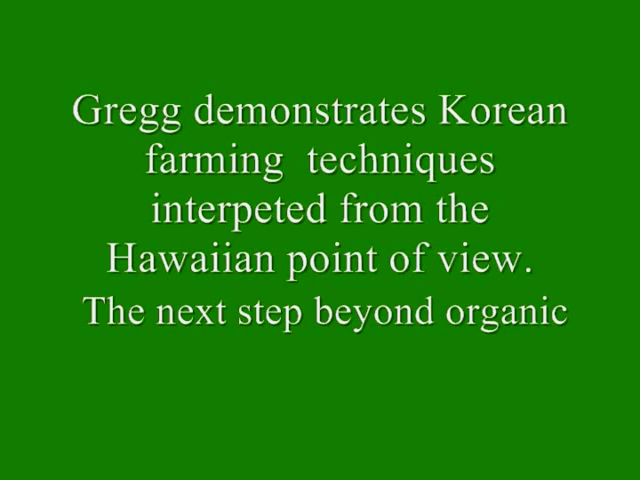 Gregg demonstrates Korean
farming  techniques
interpeted from the
Hawaiian point of view.
The next step beyond organic